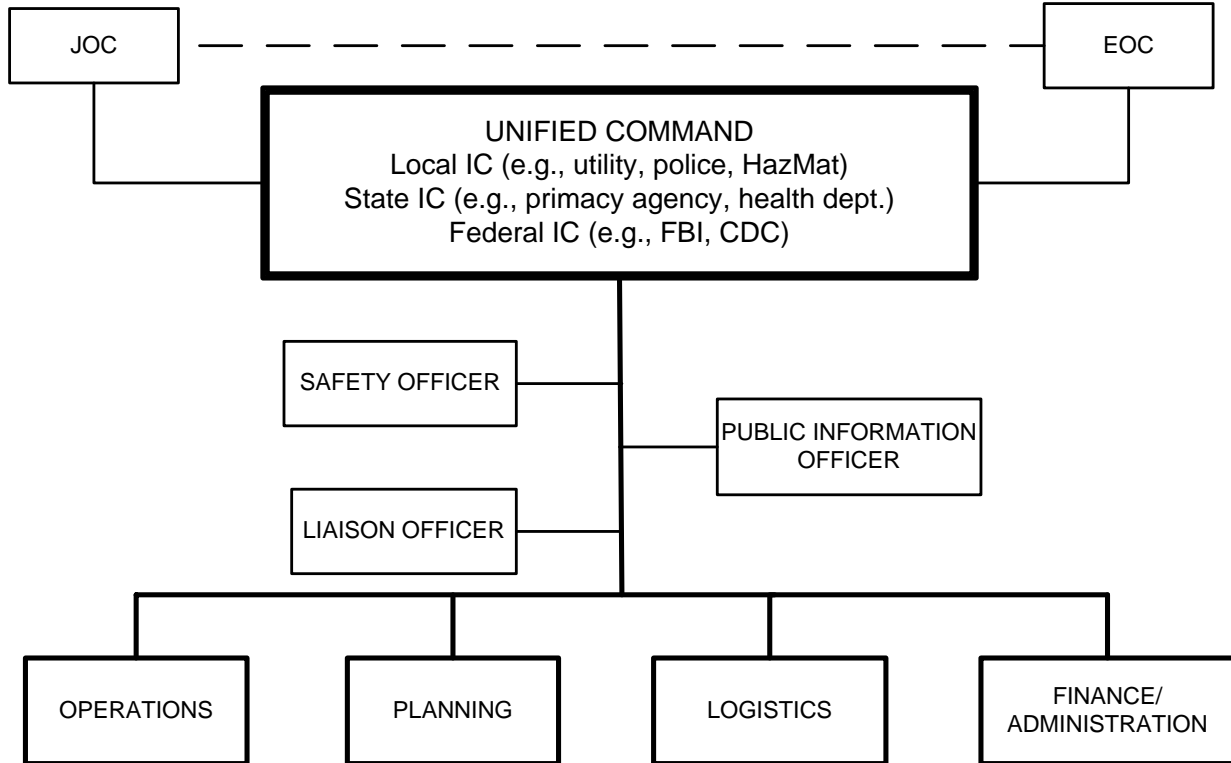 JOC
EOC
UNIFIED COMMAND
Local IC (e.g., utility, police, HazMat)
State IC (e.g., primacy agency, health dept.)
Federal IC (e.g., FBI, CDC)
SAFETY OFFICER
PUBLIC INFORMATION
OFFICER
LIAISON OFFICER
OPERATIONS
PLANNING
LOGISTICS
FINANCE/
ADMINISTRATION